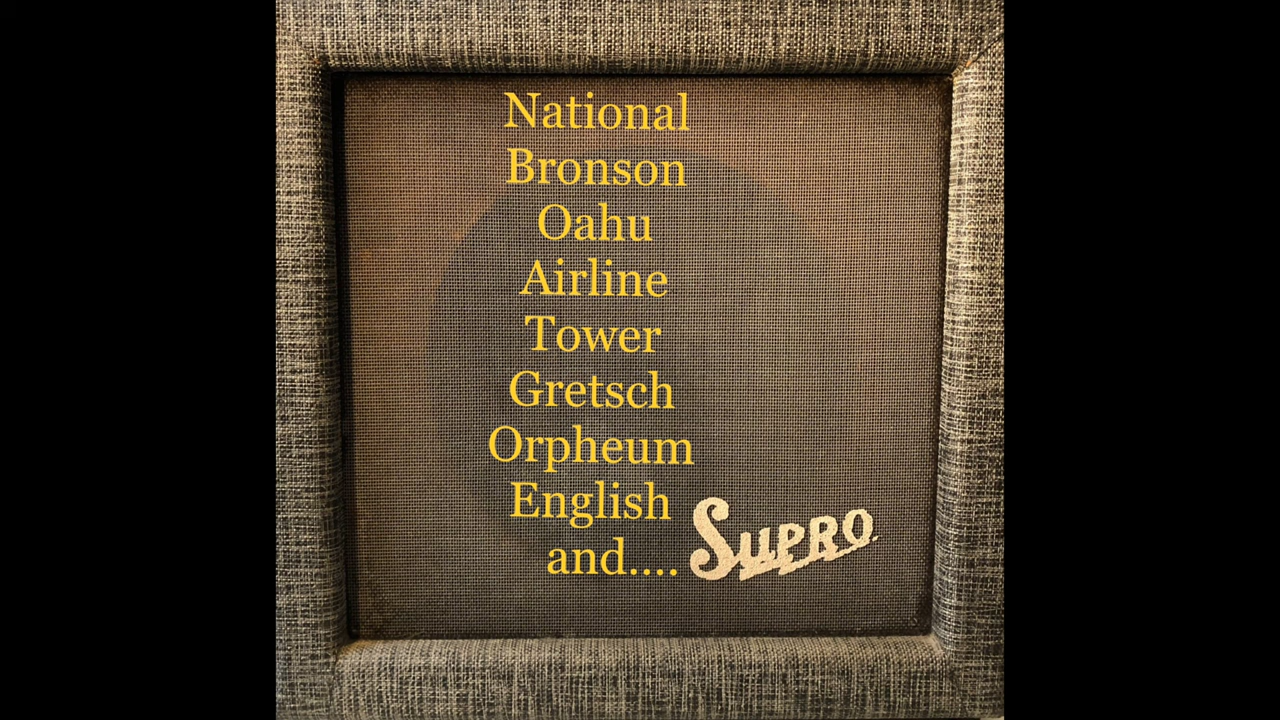 National
Bronson
Oahu
Airline
Tower
Gretsch
Orpheum
English
and.... SUPRO